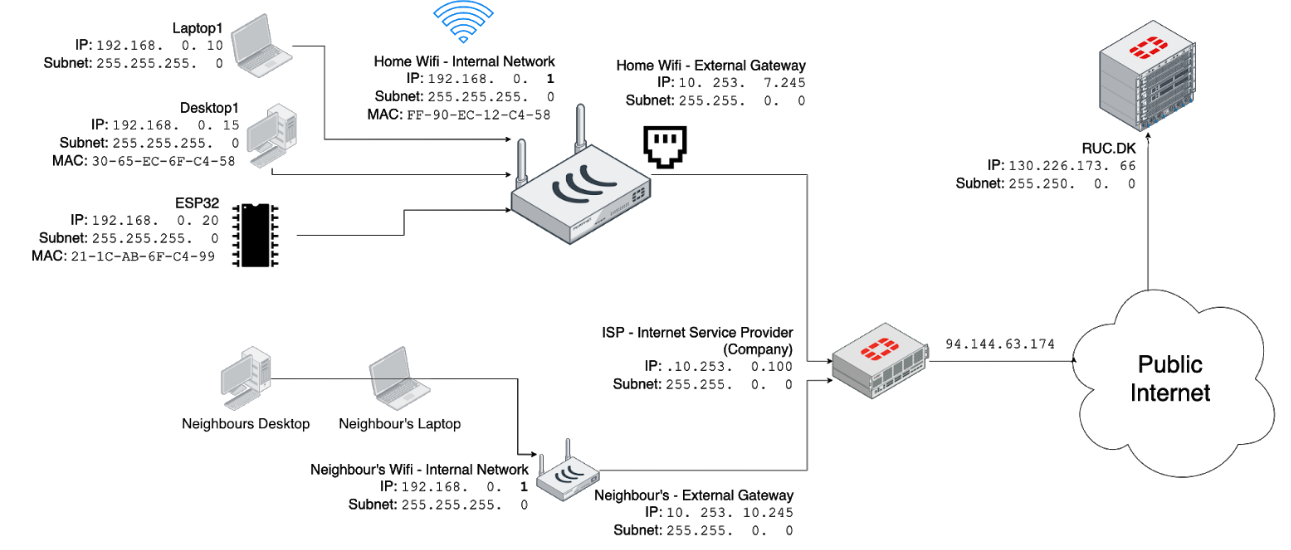 Laptop1
IP: 192.168. 0. 10
Subnet: 255.255.255. 0
Desktop1
IP: 192.168. 0. 15
Subnet: 255.255.255. 0
MAC: 30-65-EC-6F-C4-58
ESP32
IP: 192.168. 0. 20
Subnet: 255.255.255. 0
MAC: 21-1C-AB-6F-C4-99
Home Wifi - Internal Network
IP: 192.168. 0. 1
Subnet: 255.255.255. 0
MAC: FF-90-EC-12-C4-58
Home Wifi - External Gateway
IP: 10. 253. 7.245
Subnet: 255.255. 0. 0
RUC.DK
IP: 130.226.173. 66
Subnet: 255.250. 0. 0
ISP - Internet Service Provider
(Company)
IP: .10.253. 0.100
Subnet: 255.255. 0. 0
94.144.63.174
Public
Internet
Neighbours Desktop
Neighbour's Laptop
Neighbour's Wifi - Internal Network
IP: 192.168. 0. 1
Subnet: 255.255.255. 0
Neighbour's - External Gateway
IP: 10. 253. 10.245
Subnet: 255.255. 0. 0